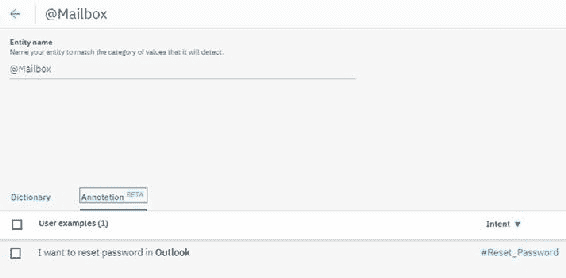 @Mailbox
Entity name
Name your entity to match the category of values that it will detect.
@Mailbox
Dictionary
Annotation BETA
User examples (1)
Intent ▼
I want to reset password in Outlook
#Reset_Password